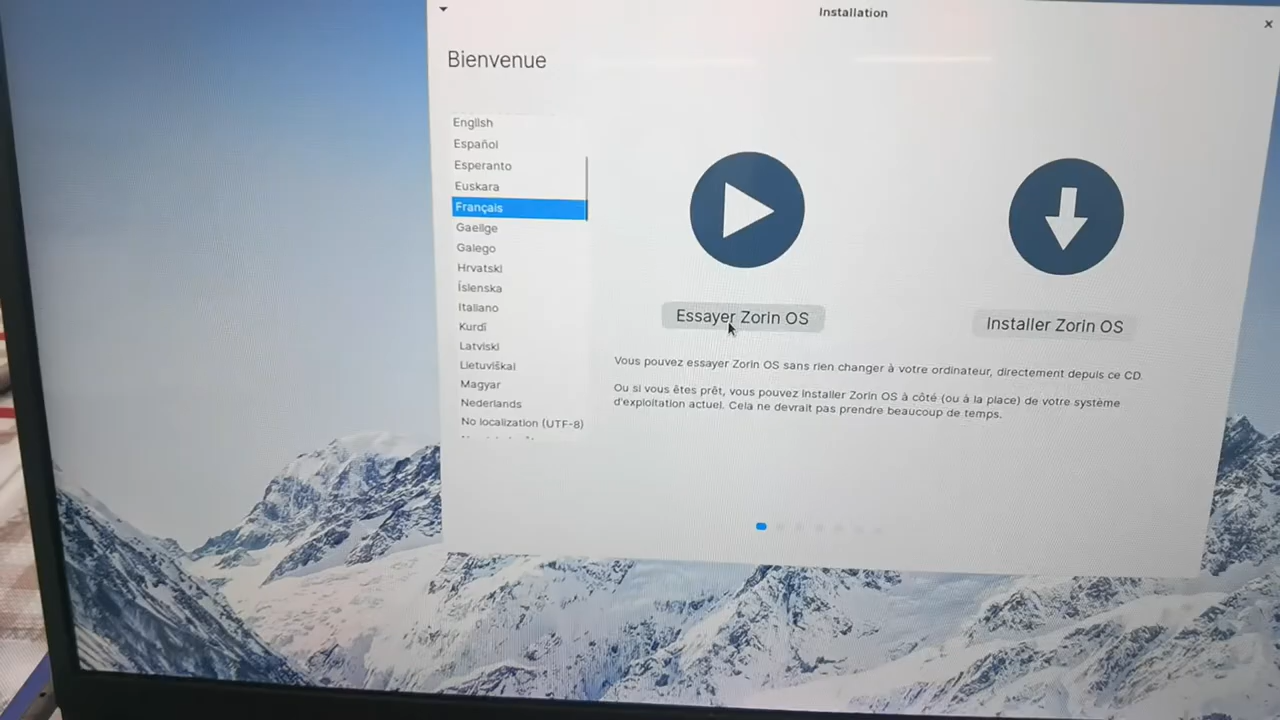 Installation
Bienvenue
English
Español
Esperanto
Euskara
Français
Gaeilge
Galego
Hrvatski
Íslenska
Italiano
Kurdî
Latviski
Lietuviškai
Magyar
Nederlands
No localization (UTF-8)
Essayer Zorin OS
Installer Zorin OS
Vous pouvez essayer Zorin OS sans rien changer à votre ordinateur, directement depuis ce CD.
Ou si vous êtes prêt, vous pouvez installer Zorin OS à côté (ou à la place) de votre système
d'exploitation actuel. Cela ne devrait pas prendre beaucoup de temps.